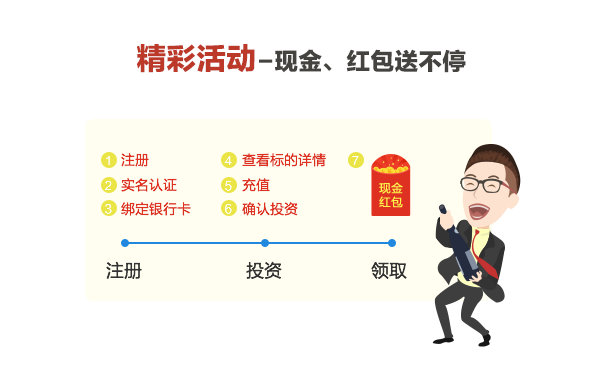 精彩活动-现金、红包送不停
1 注册
2 实名认证
3 绑定银行卡
4 查看标的详情
5 充值
6 确认投资
7
现金
红包
注册
投资
领取